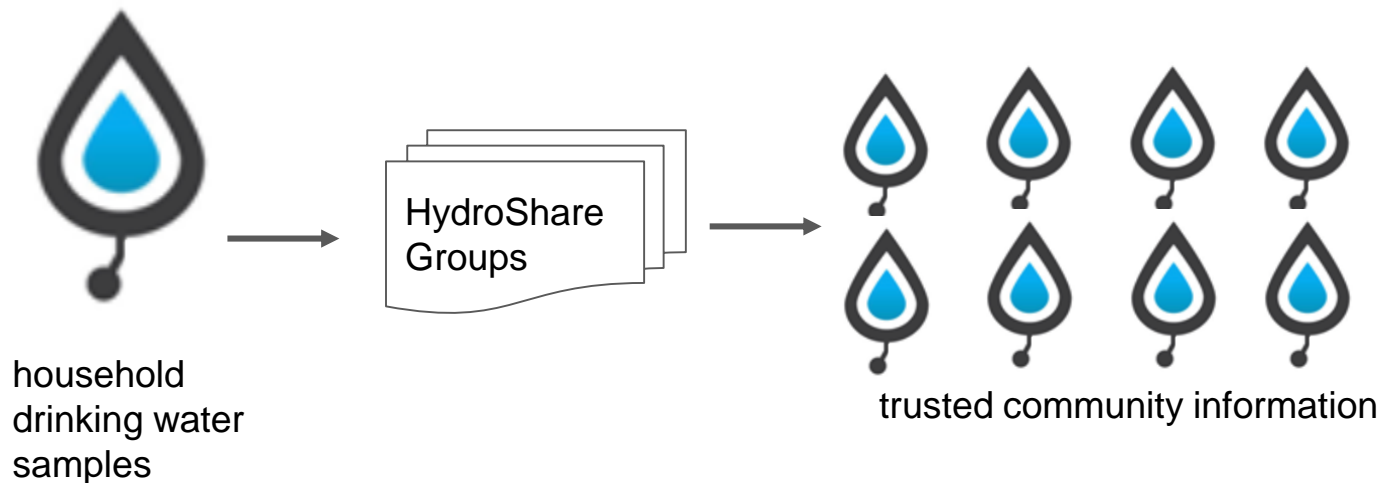 HydroShare
Groups
household
drinking water
samples
trusted community information